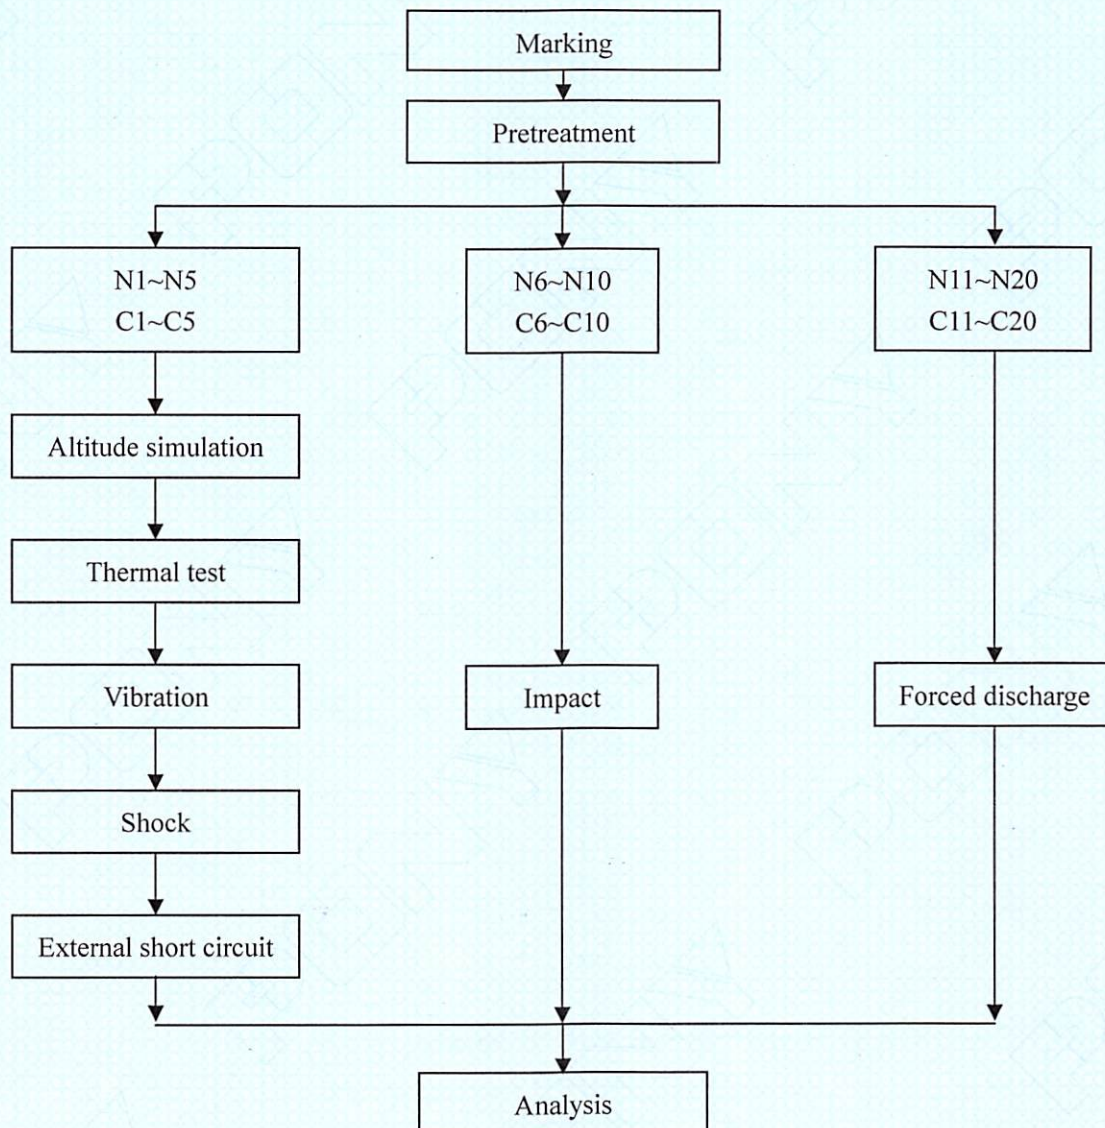 Marking
Pretreatment
N1~N5
C1~C5
N6~N10
C6~C10
N11~N20
C11~C20
Altitude simulation
Thermal test
Vibration
Impact
Forced discharge
Shock
External short circuit
Analysis